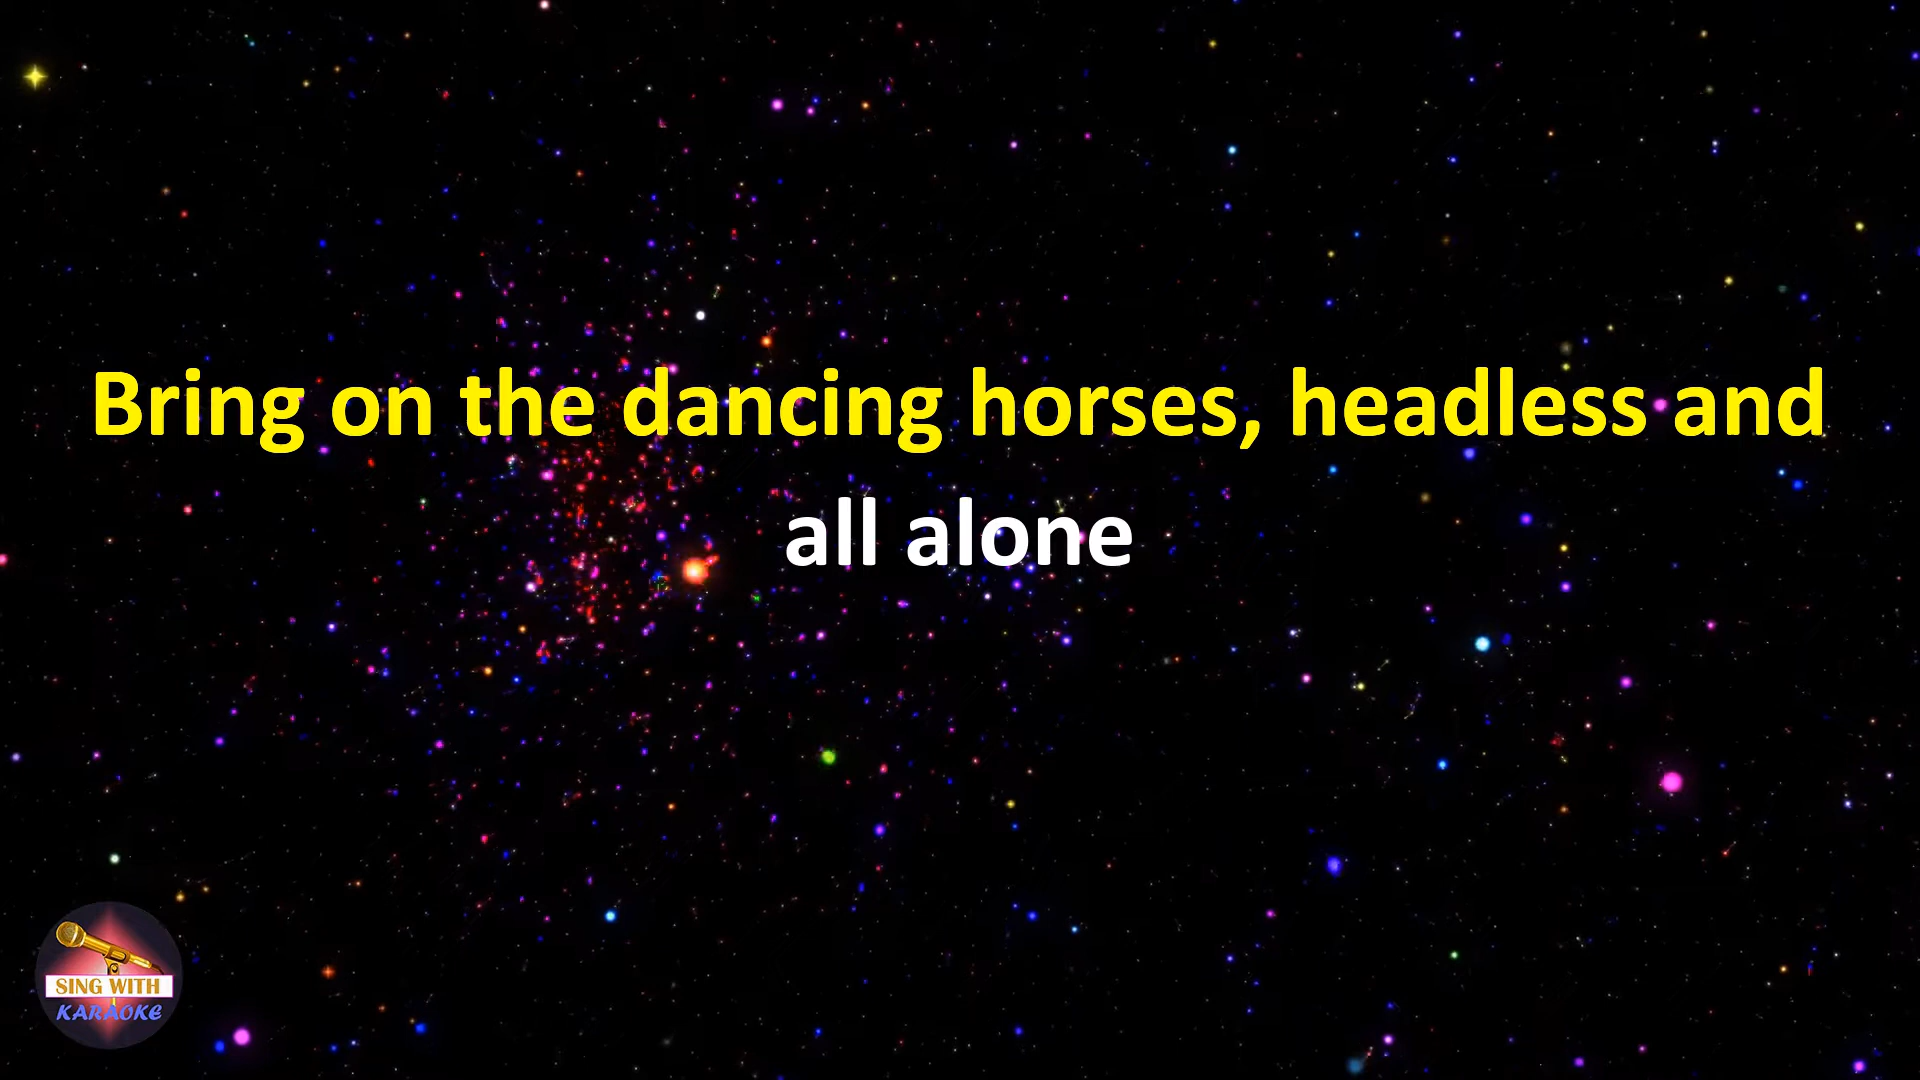 Bring on the dancing horses, headless and
all alone
SING WITH
KARAOKE